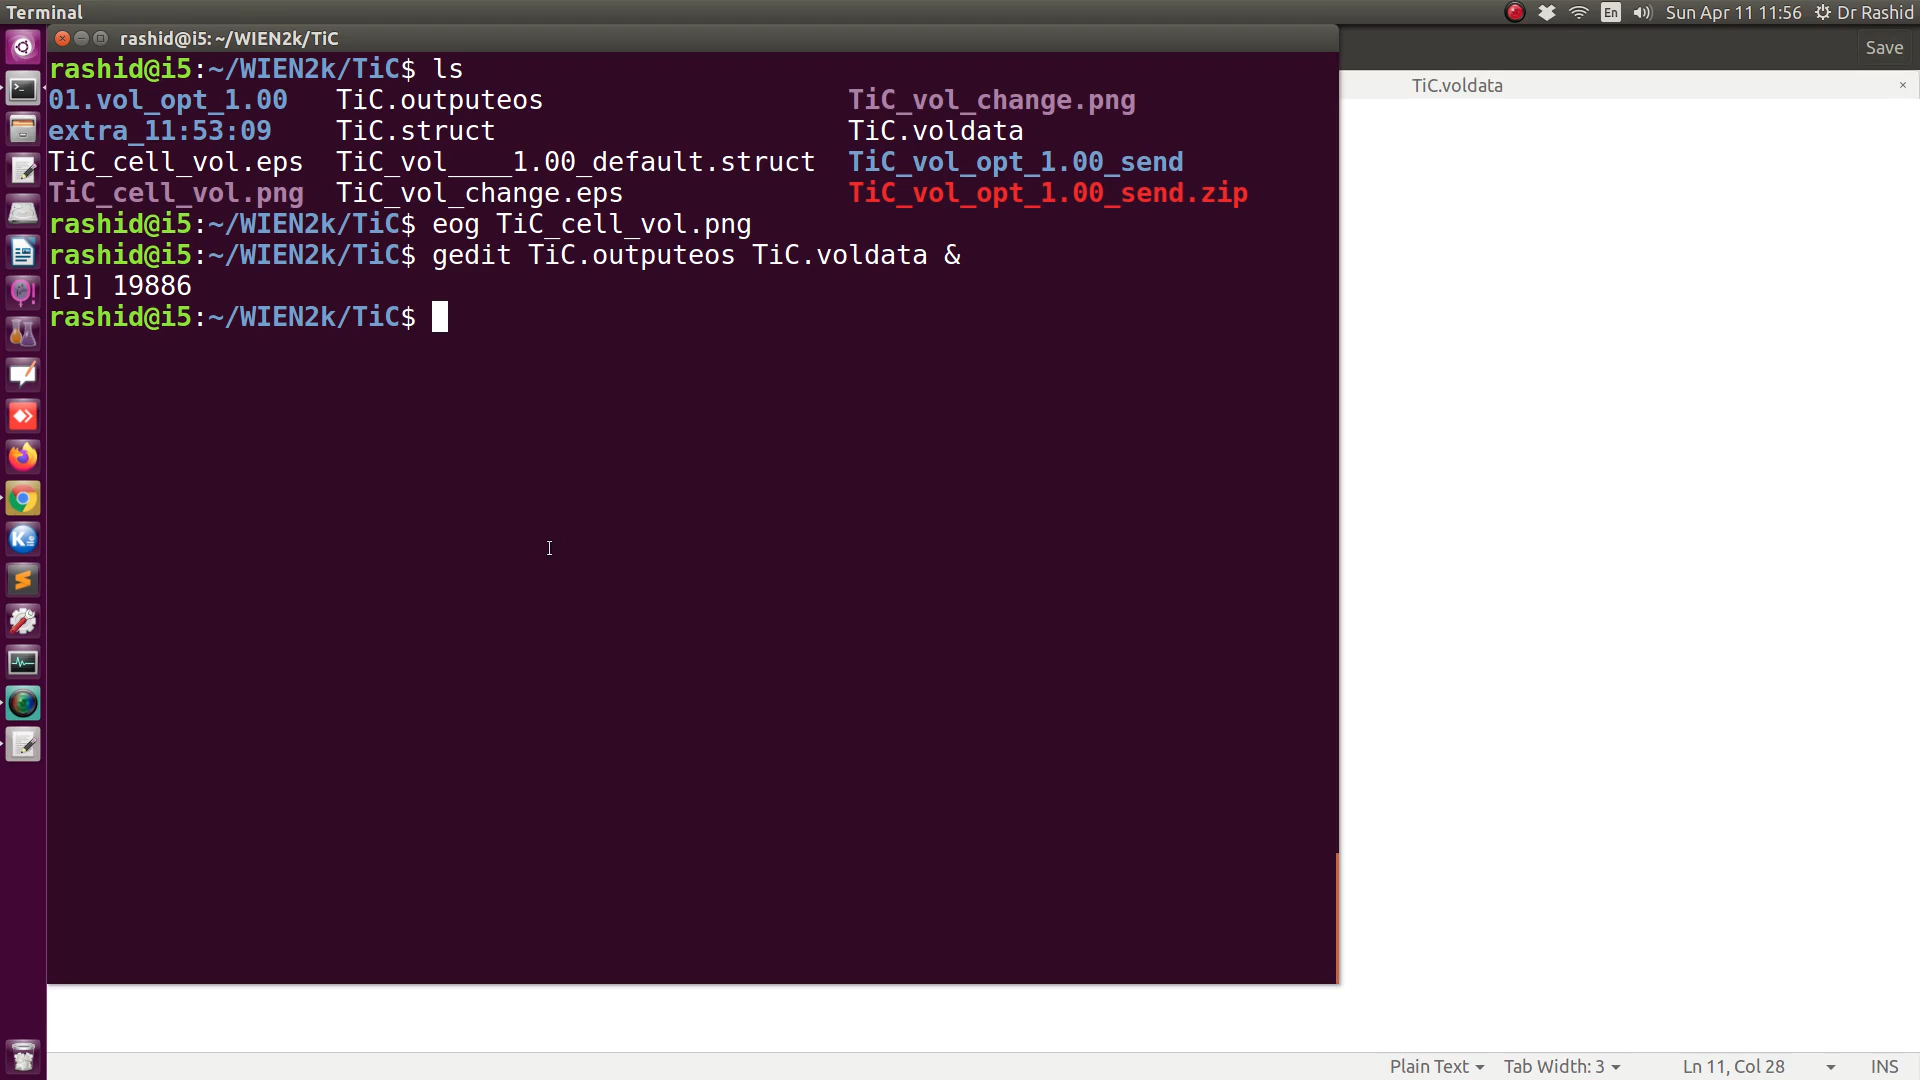 Terminal
En
Sun Apr 11 11:56
Dr Rashid
rashid@i5: ~/WIEN2k/TiC
Save
TiC.voldata
rashid@i5:~/WIEN2k/TiC$ ls
01.vol_opt_1.00 TiC.outputeos TiC_vol_change.png
extra_11:53:09 TiC.struct TiC.voldata
TiC_cell_vol.eps TiC_vol____1.00_default.struct TiC_vol_opt_1.00_send
TiC_cell_vol.png TiC_vol_change.eps TiC_vol_opt_1.00_send.zip
rashid@i5:~/WIEN2k/TiC$ eog TiC_cell_vol.png
rashid@i5:~/WIEN2k/TiC$ gedit TiC.outputeos TiC.voldata &
[1] 19886
rashid@i5:~/WIEN2k/TiC$
Plain Text
Tab Width: 3
Ln 11, Col 28
INS